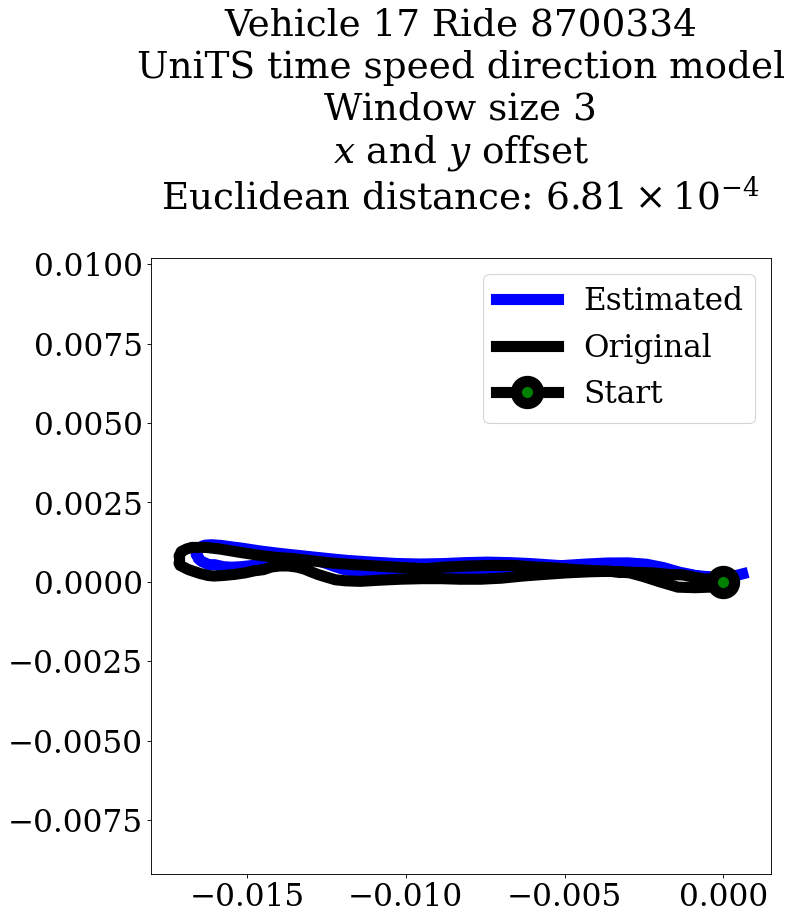 Vehicle 17 Ride 8700334
UniTS time speed direction model
Window size 3
x and y offset
Euclidean distance: 6.81 × 10⁻⁴
0.0100
0.0075
0.0050
0.0025
0.0000
−0.0025
−0.0050
−0.0075
Estimated
Original
Start
−0.015
−0.010
−0.005
0.000